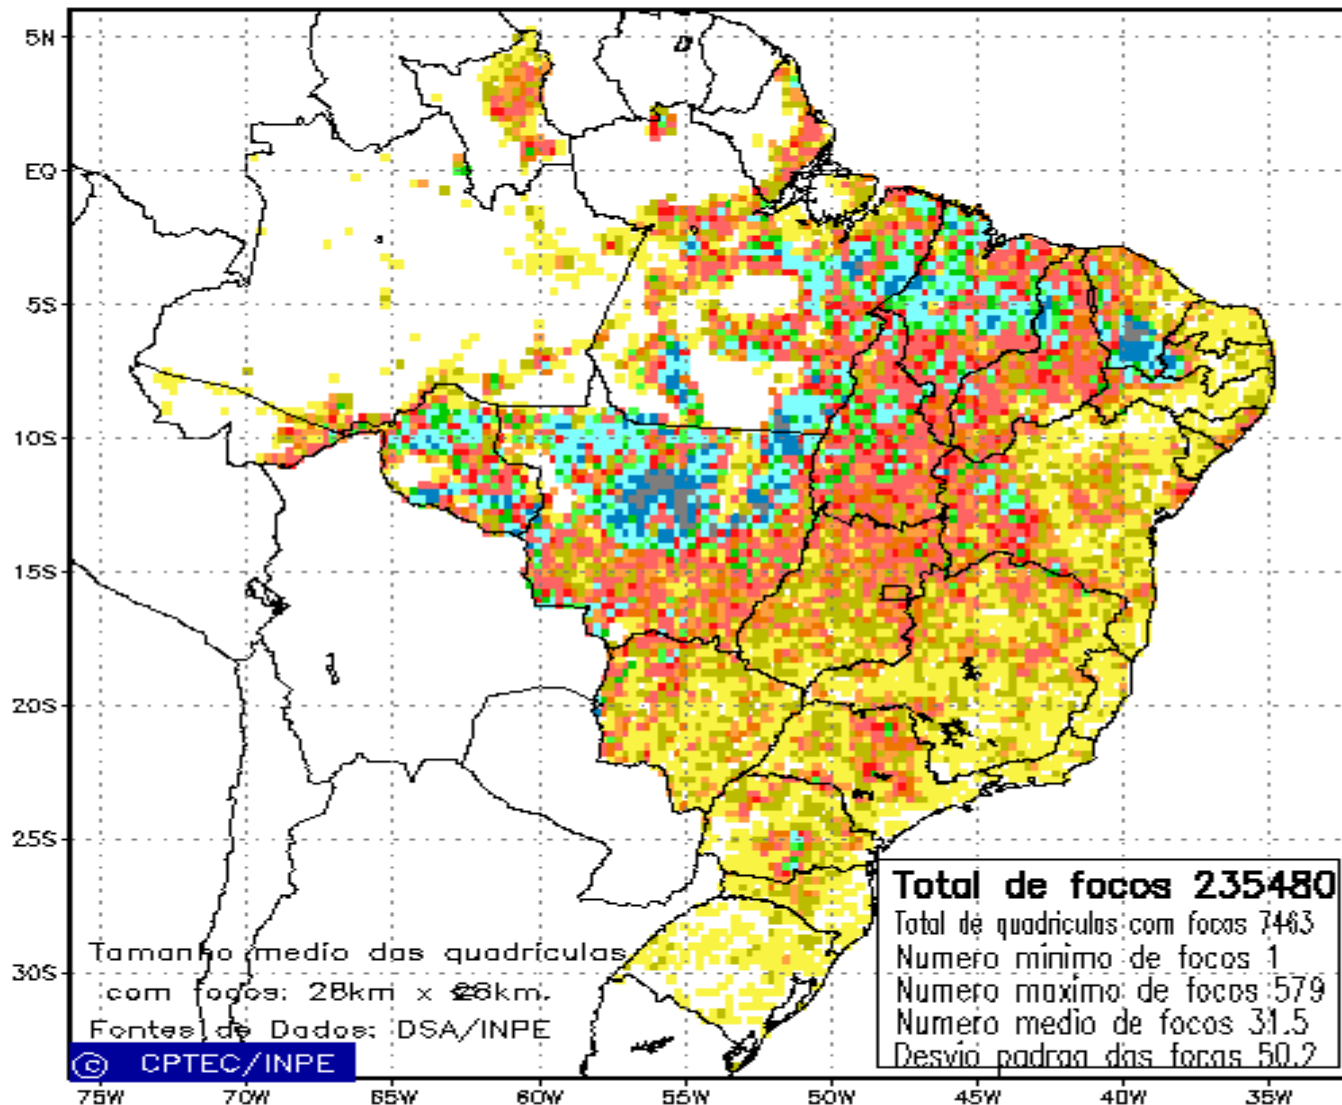 5N
EQ
5S
10S
15S
20S
25S
30S
Total de focos 235480
Total de quadriculas com focos 7463
Numero minimo de focos 1
Numero maximo de focos 579
Numero medio de focos 31.5
Desvio padrao dos focos 50.2
Tamanho medio das quadriculas
com focos: 28km x 28km.
Fontes de Dados: DSA/INPE
© CPTEC/INPE
75W 70W 65W 60W 55W 50W 45W 40W 35W